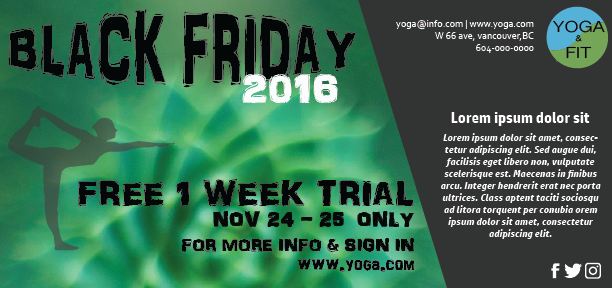 BLACK FRIDAY
2016
FREE 1 WEEK TRIAL
NOV 24 - 25 ONLY
FOR MORE INFO & SIGN IN
WWW.YOGA.COM
yoga@info.com | www.yoga.com
W 66 ave, vancouver,BC
604-000-0000
YOGA
&
FIT
Lorem ipsum dolor sit
Lorem ipsum dolor sit amet, consec-
tetur adipiscing elit. Sed augue dui,
facilisis eget libero non, vulputate
scelerisque est. Maecenas in finibus
arcu. Integer hendrerit erat nec porta
ultrices. Class aptent taciti sociosqu
ad litora torquent per conubia orem
ipsum dolor sit amet, consectetur
adipiscing elit.